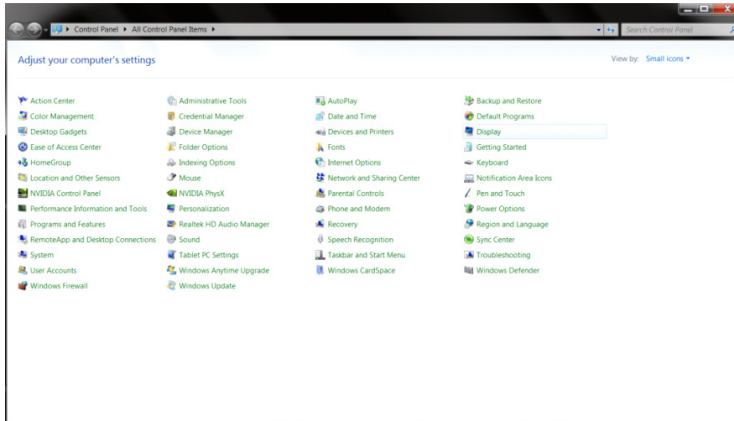 Control Panel ▸ All Control Panel Items ▸
Search Control Panel
Adjust your computer's settings
View by: Small icons
Action Center
Administrative Tools
AutoPlay
Backup and Restore
Color Management
Credential Manager
Date and Time
Default Programs
Desktop Gadgets
Device Manager
Devices and Printers
Display
Ease of Access Center
Folder Options
Fonts
Getting Started
HomeGroup
Indexing Options
Internet Options
Keyboard
Location and Other Sensors
Mouse
Network and Sharing Center
Notification Area Icons
NVIDIA Control Panel
NVIDIA PhysX
Parental Controls
Pen and Touch
Performance Information and Tools
Personalization
Phone and Modem
Power Options
Programs and Features
Realtek HD Audio Manager
Recovery
Region and Language
RemoteApp and Desktop Connections
Sound
Speech Recognition
Sync Center
System
Tablet PC Settings
Taskbar and Start Menu
Troubleshooting
User Accounts
Windows Anytime Upgrade
Windows CardSpace
Windows Defender
Windows Firewall
Windows Update